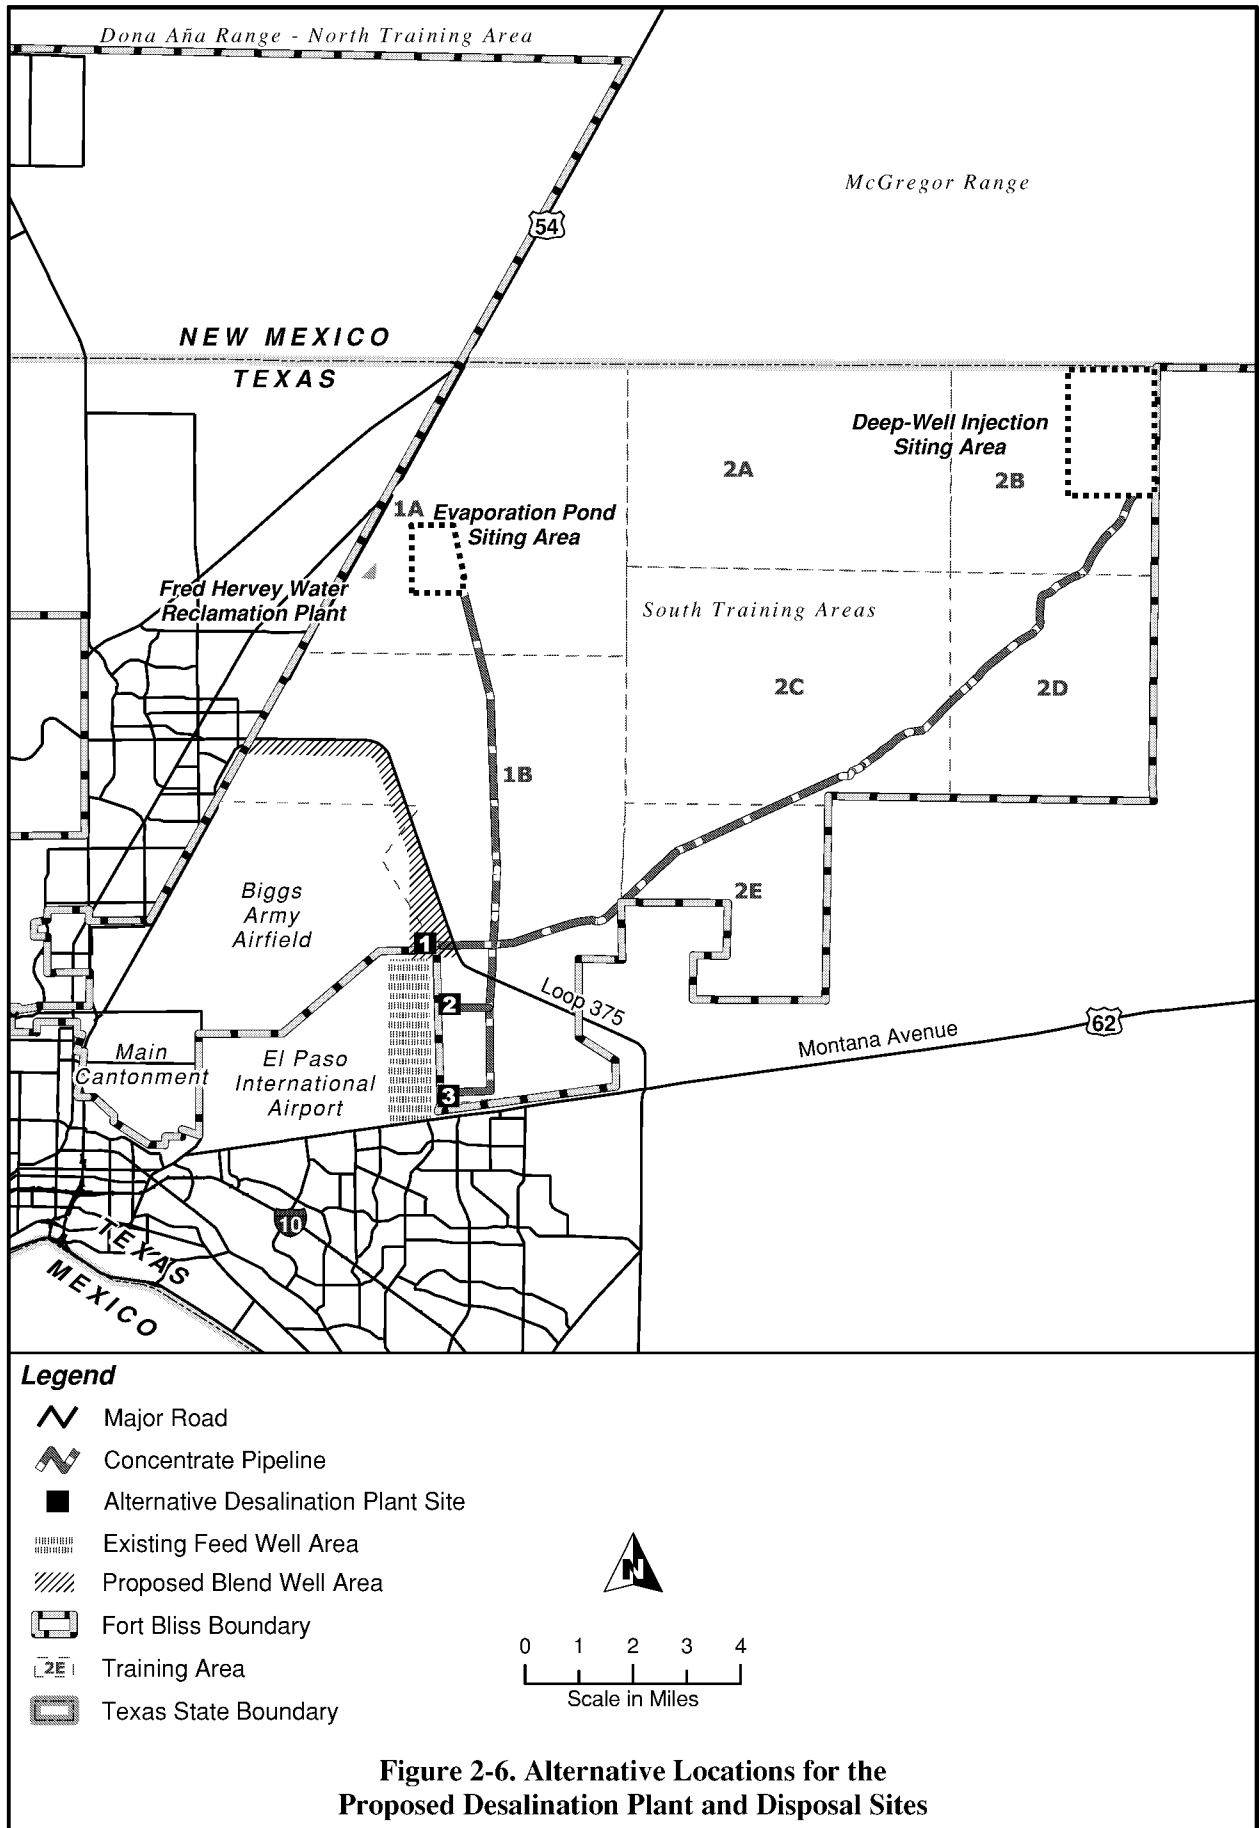 Dona Aña Range - North Training Area
McGregor Range
54
NEW MEXICO
TEXAS
Deep-Well Injection
Siting Area
2A
2B
1A
Evaporation Pond
Siting Area
Fred Hervey Water
Reclamation Plant
South Training Areas
2C
2D
1B
Biggs
Army
Airfield
2E
1
2
3
Loop 375
Montana Avenue
62
Main
Cantonment
El Paso
International
Airport
10
TEXAS
MEXICO
Legend
Major Road
Concentrate Pipeline
Alternative Desalination Plant Site
Existing Feed Well Area
Proposed Blend Well Area
Fort Bliss Boundary
2E Training Area
Texas State Boundary
N
0 1 2 3 4
Scale in Miles
Figure 2-6. Alternative Locations for the
Proposed Desalination Plant and Disposal Sites